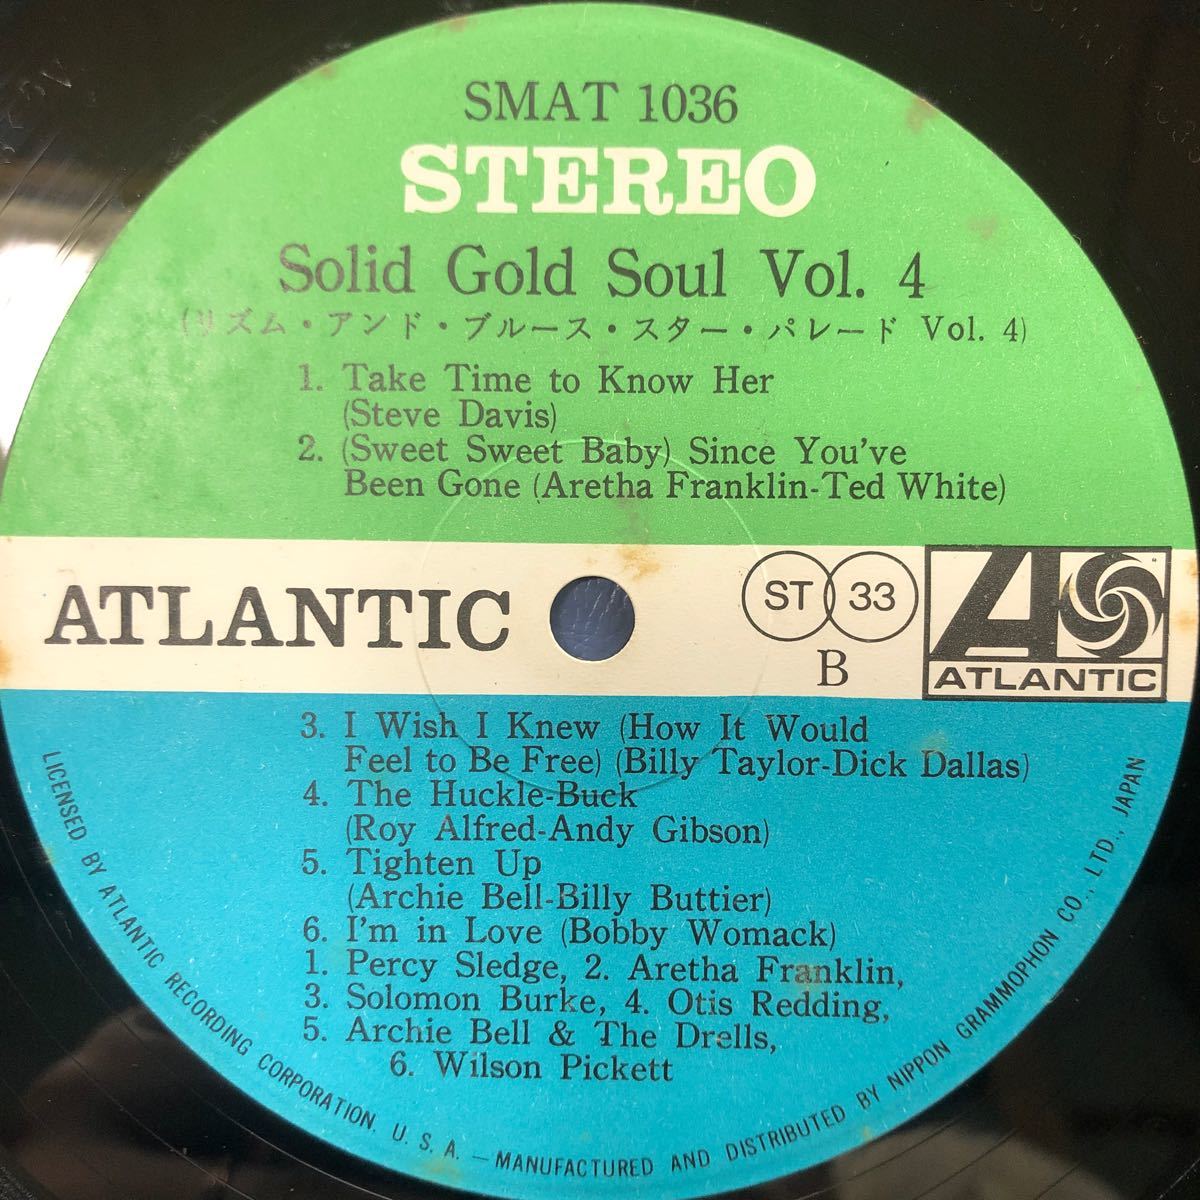 SMAT 1036
STEREO
Solid Gold Soul Vol. 4
(リズム・アンド・ブルース・スター・パレード Vol. 4)
1. Take Time to Know Her
(Steve Davis)
2. (Sweet Sweet Baby) Since You've
Been Gone (Aretha Franklin-Ted White)
ATLANTIC
ST 33
B
ATLANTIC
3. I Wish I Knew (How It Would
Feel to Be Free) (Billy Taylor-Dick Dallas)
4. The Huckle-Buck
(Roy Alfred-Andy Gibson)
5. Tighten Up
(Archie Bell-Billy Buttier)
6. I'm in Love (Bobby Womack)
1. Percy Sledge, 2. Aretha Franklin,
3. Solomon Burke, 4. Otis Redding,
5. Archie Bell & The Drells,
6. Wilson Pickett
LICENSED BY ATLANTIC RECORDING CORPORATION, U. S. A. — MANUFACTURED AND DISTRIBUTED BY NIPPON GRAMMOPHON CO., LTD., JAPAN